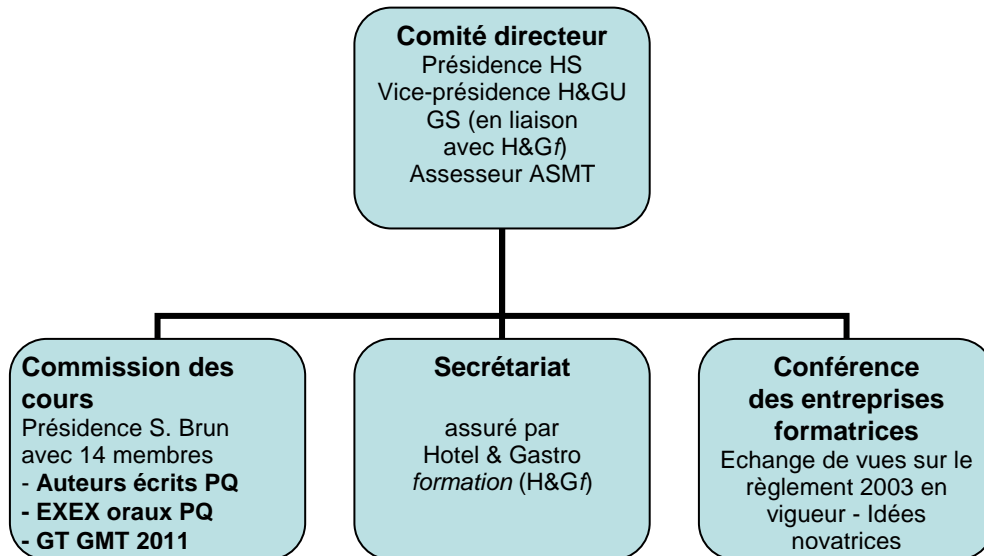 Comité directeur
Présidence HS
Vice-présidence H&GU
GS (en liaison
avec H&Gf)
Assesseur ASMT
Commission des
cours
Présidence S. Brun
avec 14 membres
- Auteurs écrits PQ
- EXEX oraux PQ
- GT GMT 2011
Secrétariat
assuré par
Hotel & Gastro
formation (H&Gf)
Conférence
des entreprises
formatrices
Echange de vues sur le
règlement 2003 en
vigueur - Idées
novatrices